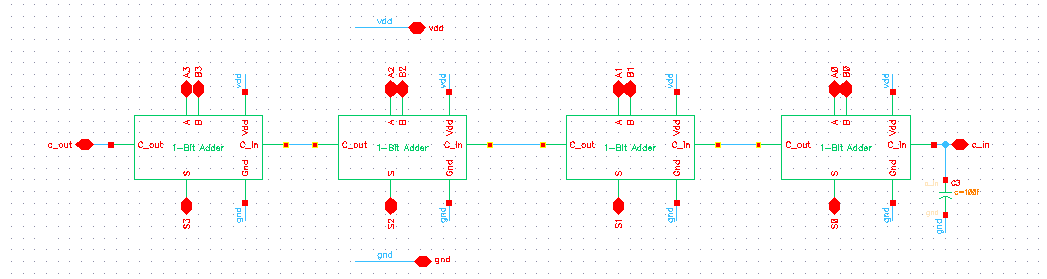 vdd vdd
A3 B3 vdd A2 B2 vdd A1 B1 vdd A0 B0 vdd
A B Vdd A B Vdd A B Vdd A B Vdd
c_out C_out 1-Bit Adder C_in C_out 1-Bit Adder C_in C_out 1-Bit Adder C_in C_out 1-Bit Adder C_in c_in
S Gnd S Gnd S Gnd S Gnd
c=100f
S3 gnd S2 gnd S1 gnd S0 gnd gnd
gnd gnd